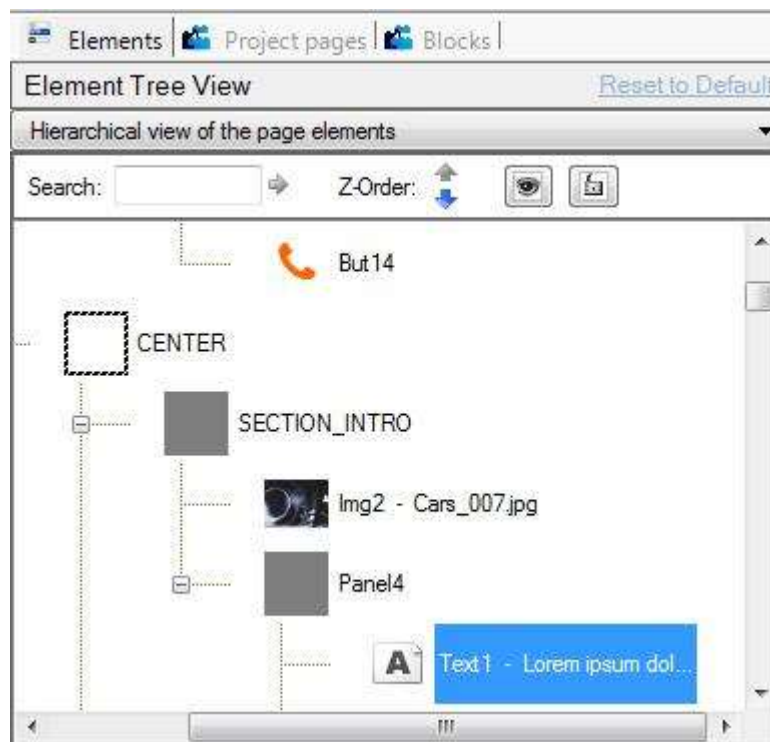 Elements Project pages Blocks
Element Tree View Reset to Default
Hierarchical view of the page elements
Search: Z-Order:
But14
CENTER
SECTION_INTRO
Img2 - Cars_007.jpg
Panel4
A Text1 - Lorem ipsum dol...